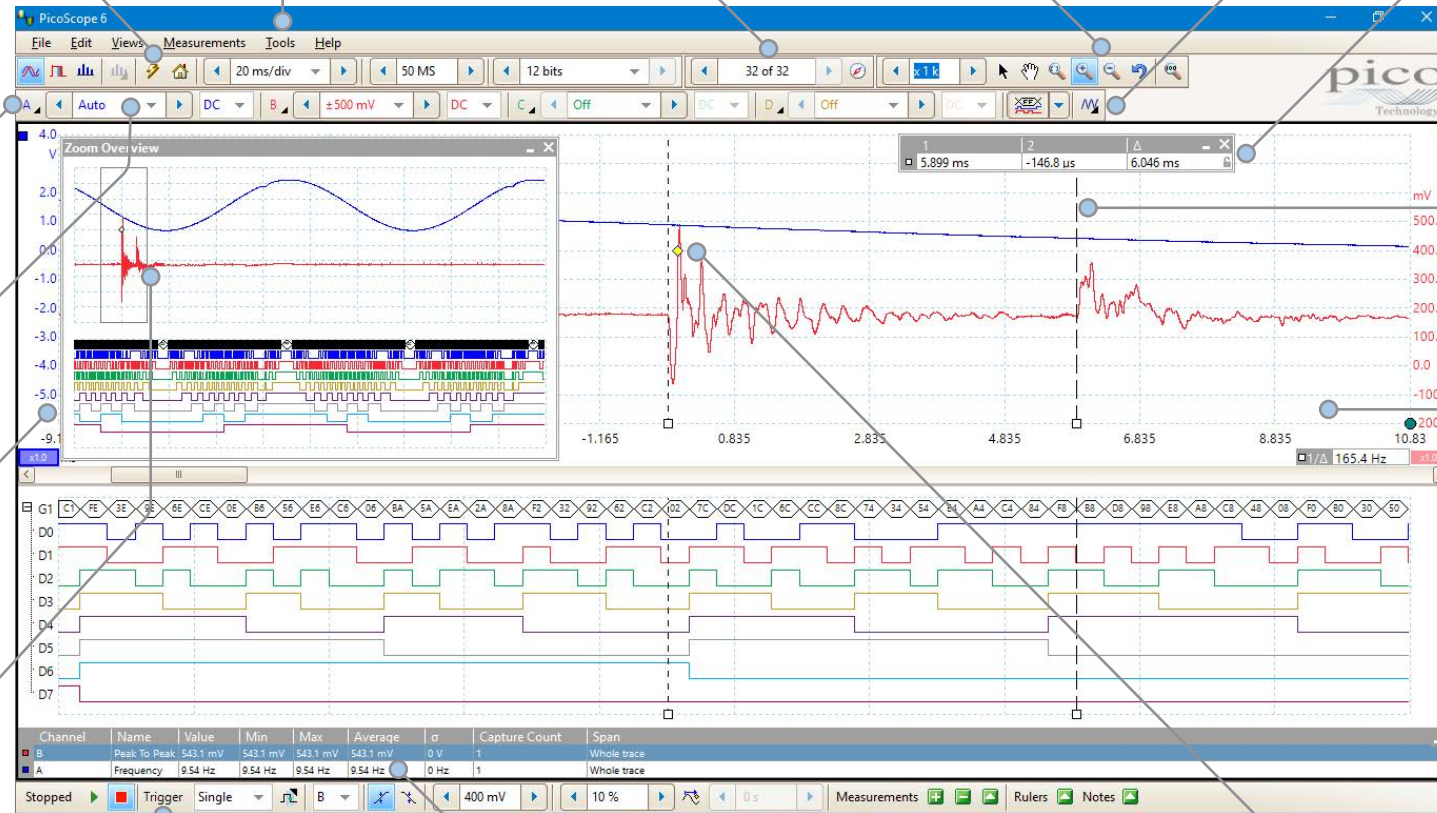 PicoScope 6
File Edit Views Measurements Tools Help
20 ms/div 50 MS 12 bits 32 of 32 x 1 k
pico
Technology
A Auto DC B ±500 mV DC C Off DC D Off DC
4.0
V
2.0
1.0
0.0
-1.0
-2.0
-3.0
-4.0
-5.0
Zoom Overview
1 2 Δ
5.899 ms -146.8 µs 6.046 ms
mV
500.
400.
300.
200.
100.
0.0
-100
200
-9.1 -1.165 0.835 2.835 4.835 6.835 8.835 10.83
x1.0 1/Δ 165.4 Hz x1.0
G1 C1 FE 3E 9E 6E CE 0E B6 56 E6 C6 06 BA 5A EA 2A 8A F2 32 92 62 C2 02 7C DC 1C 6C CC 8C 74 34 54 E4 A4 C4 84 F8 B8 D8 98 E8 A8 C8 48 08 F0 B0 30 50
D0
D1
D2
D3
D4
D5
D6
D7
Channel Name Value Min Max Average σ Capture Count Span
B Peak To Peak 543.1 mV 543.1 mV 543.1 mV 543.1 mV 0 V 1 Whole trace
A Frequency 9.54 Hz 9.54 Hz 9.54 Hz 9.54 Hz 0 Hz 1 Whole trace
Stopped Trigger Single B 400 mV 10 % 0 s Measurements Rulers Notes